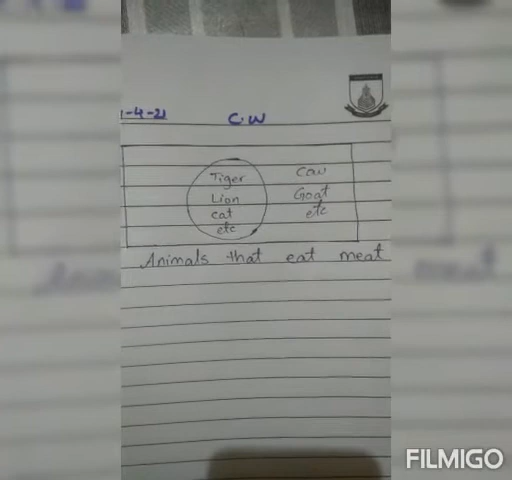 -4-21 C.W
Tiger Cow
Lion Goat
cat etc
etc
Animals that eat meat
FILMIGO